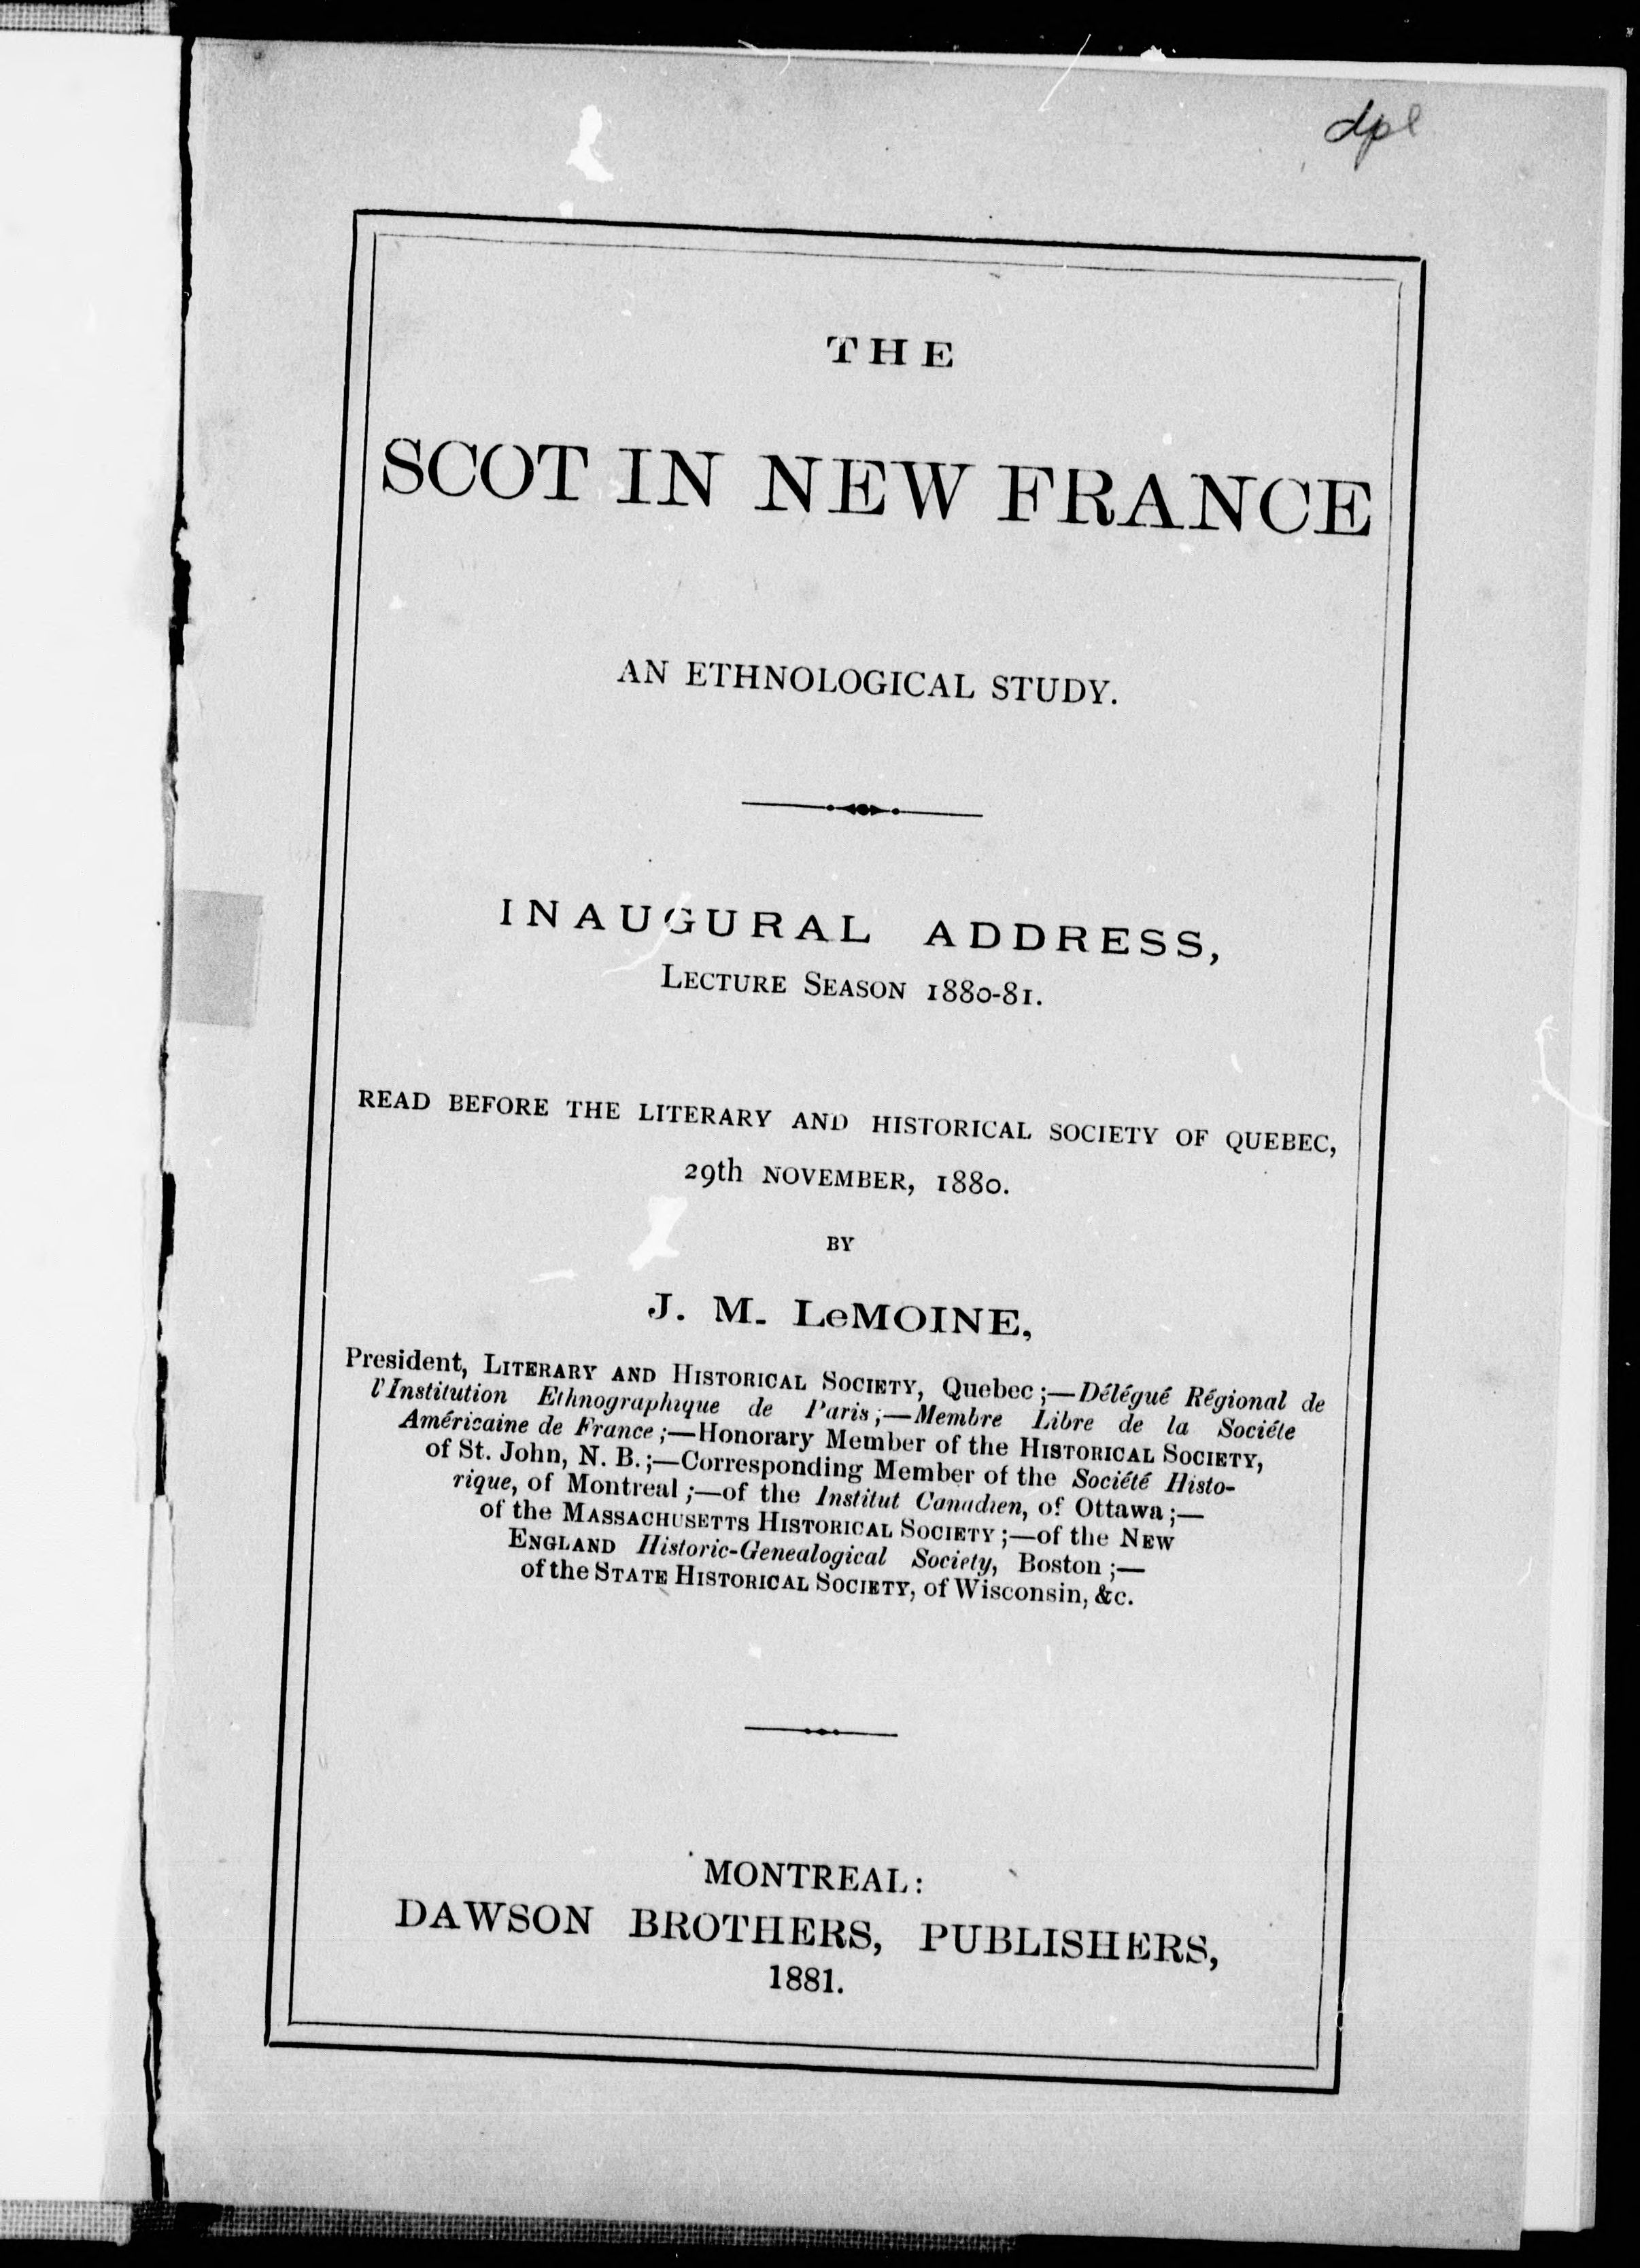 dpl
THE
SCOT IN NEW FRANCE
AN ETHNOLOGICAL STUDY.
INAUGURAL ADDRESS,
LECTURE SEASON 1880-81.
READ BEFORE THE LITERARY AND HISTORICAL SOCIETY OF QUEBEC,
29th NOVEMBER, 1880.
BY
J. M. LeMOINE,
President, LITERARY AND HISTORICAL SOCIETY, Quebec ;—Délégué Régional de
l'Institution Ethnographique de Paris ;—Membre Libre de la Société
Américaine de France ;—Honorary Member of the HISTORICAL SOCIETY,
of St. John, N. B. ;—Corresponding Member of the Société Histo-
rique, of Montreal ;—of the Institut Canadien, of Ottawa ;—
of the MASSACHUSETTS HISTORICAL SOCIETY ;—of the NEW
ENGLAND Historic-Genealogical Society, Boston ;—
of the STATE HISTORICAL SOCIETY, of Wisconsin, &c.
MONTREAL:
DAWSON BROTHERS, PUBLISHERS,
1881.